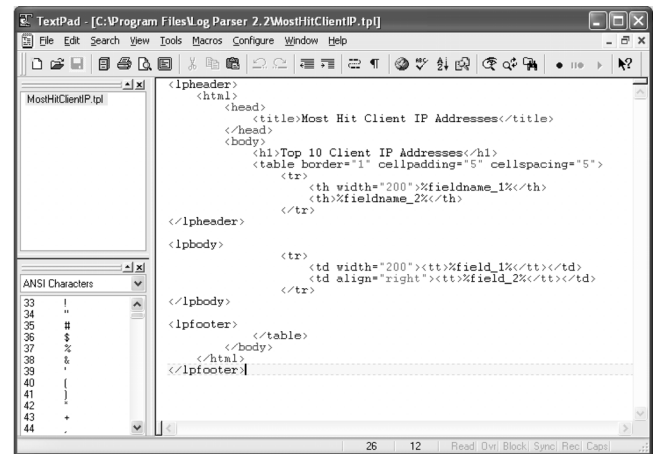 TextPad - [C:\Program Files\Log Parser 2.2\MostHitClientIP.tpl]
File Edit Search View Tools Macros Configure Window Help
MostHitClientIP.tpl
ANSI Characters
33 !
34 "
35 #
36 $
37 %
38 &
39 '
40 (
41 )
42 *
43 +
44 ,
<lpheader>
<html>
<head>
<title>Most Hit Client IP Addresses</title>
</head>
<body>
<h1>Top 10 Client IP Addresses</h1>
<table border="1" cellpadding="5" cellspacing="5">
<tr>
<th width="200">%fieldname_1%</th>
<th>%fieldname_2%</th>
</tr>
</lpheader>
<lpbody>
<tr>
<td width="200"><tt>%field_1%</tt></td>
<td align="right"><tt>%field_2%</tt></td>
</tr>
</lpbody>
<lpfooter>
</table>
</body>
</html>
</lpfooter>
26 12 Read Ovr Block Sync Rec Caps